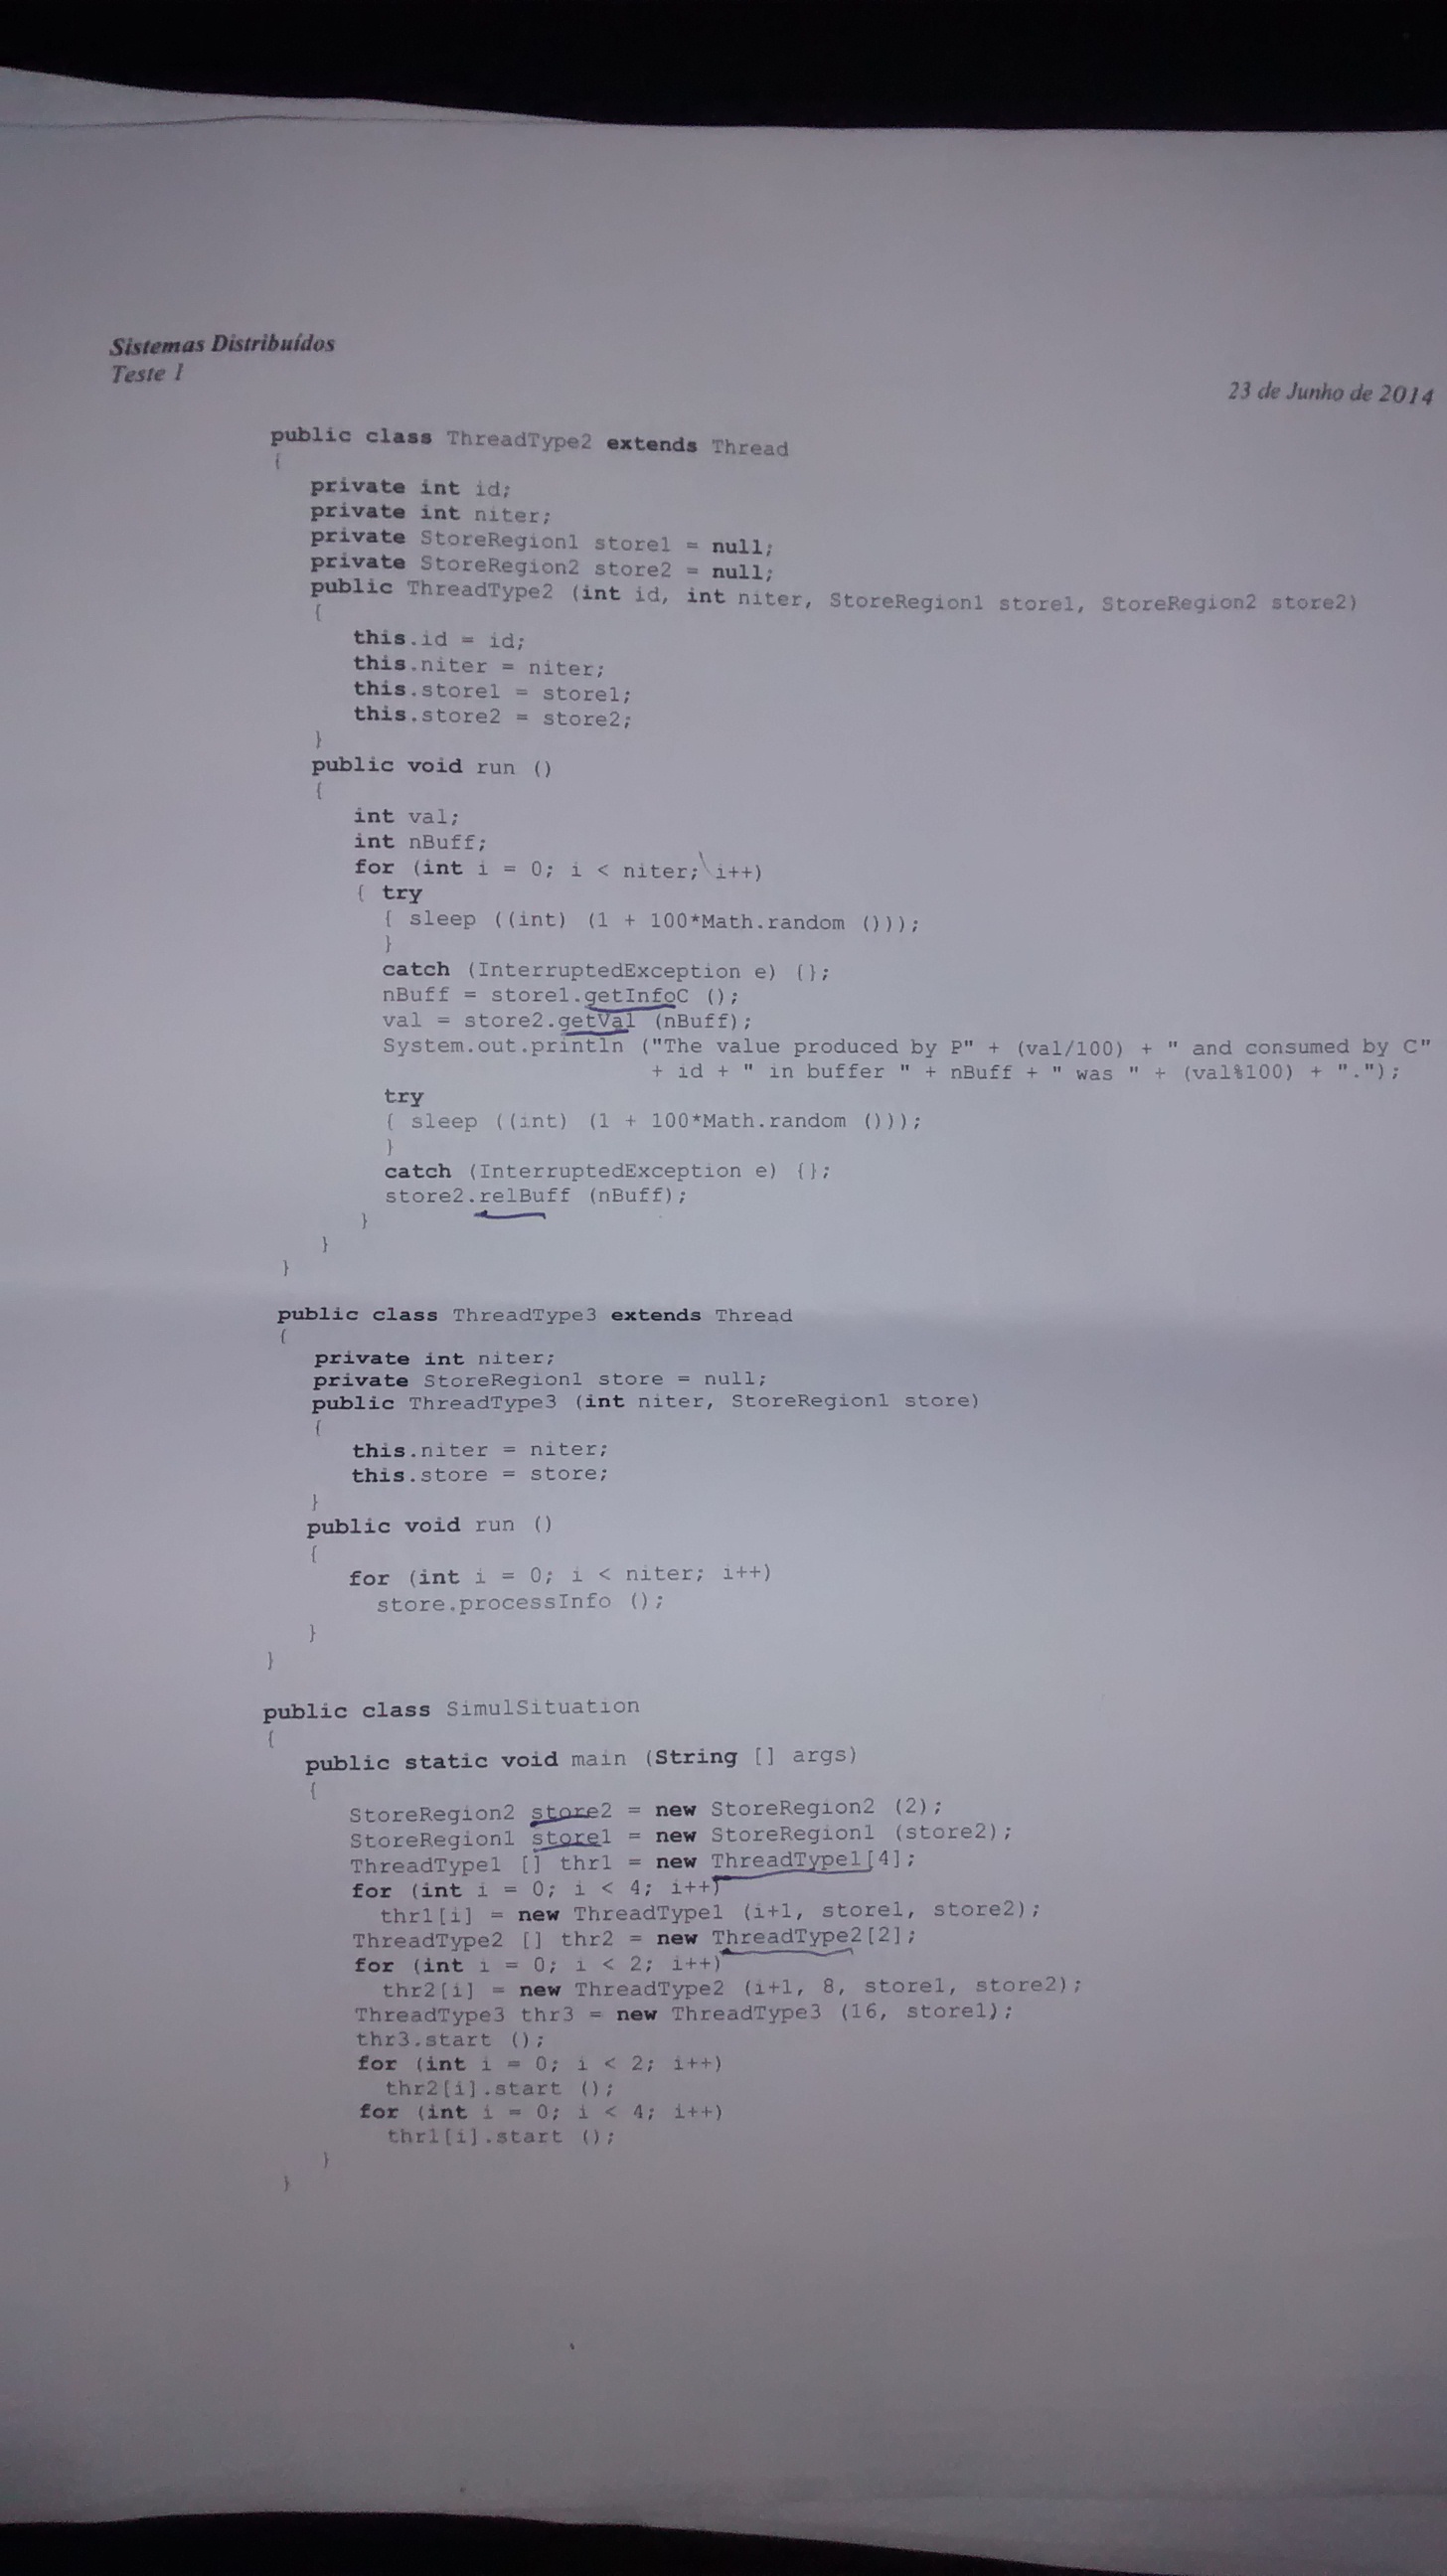 Sistemas Distribuídos
Teste 1
23 de Junho de 2014
public class ThreadType2 extends Thread
{
private int id;
private int niter;
private StoreRegion1 store1 = null;
private StoreRegion2 store2 = null;
public ThreadType2 (int id, int niter, StoreRegion1 store1, StoreRegion2 store2)
{
this.id = id;
this.niter = niter;
this.store1 = store1;
this.store2 = store2;
}
public void run ()
{
int val;
int nBuff;
for (int i = 0; i < niter; i++)
{ try
{ sleep ((int) (1 + 100*Math.random ()));
}
catch (InterruptedException e) {};
nBuff = store1.getInfoC ();
val = store2.getVal (nBuff);
System.out.println ("The value produced by P" + (val/100) + " and consumed by C"
+ id + " in buffer " + nBuff + " was " + (val%100) + ".");
try
{ sleep ((int) (1 + 100*Math.random ()));
}
catch (InterruptedException e) {};
store2.relBuff (nBuff);
}
}
}
public class ThreadType3 extends Thread
{
private int niter;
private StoreRegion1 store = null;
public ThreadType3 (int niter, StoreRegion1 store)
{
this.niter = niter;
this.store = store;
}
public void run ()
{
for (int i = 0; i < niter; i++)
store.processInfo ();
}
}
public class SimulSituation
{
public static void main (String [] args)
{
StoreRegion2 store2 = new StoreRegion2 (2);
StoreRegion1 store1 = new StoreRegion1 (store2);
ThreadType1 [] thr1 = new ThreadType1[4];
for (int i = 0; i < 4; i++)
thr1[i] = new ThreadType1 (i+1, store1, store2);
ThreadType2 [] thr2 = new ThreadType2[2];
for (int i = 0; i < 2; i++)
thr2[i] = new ThreadType2 (i+1, 8, store1, store2);
ThreadType3 thr3 = new ThreadType3 (16, store1);
thr3.start ();
for (int i = 0; i < 2; i++)
thr2[i].start ();
for (int i = 0; i < 4; i++)
thr1[i].start ();
}
}